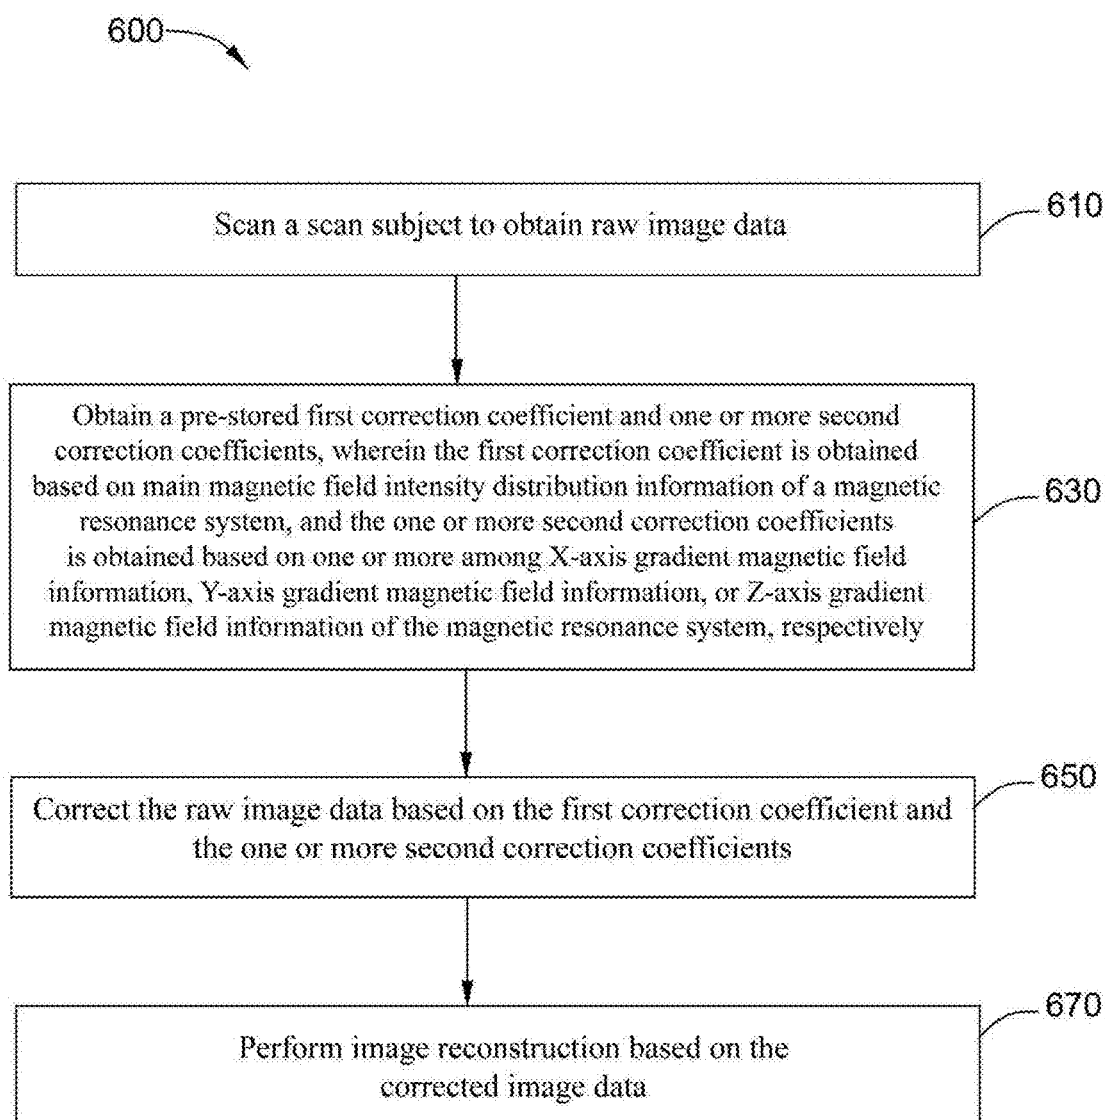 600
Scan a scan subject to obtain raw image data
610
Obtain a pre-stored first correction coefficient and one or more second
correction coefficients, wherein the first correction coefficient is obtained
based on main magnetic field intensity distribution information of a magnetic
resonance system, and the one or more second correction coefficients
is obtained based on one or more among X-axis gradient magnetic field
information, Y-axis gradient magnetic field information, or Z-axis gradient
magnetic field information of the magnetic resonance system, respectively
630
Correct the raw image data based on the first correction coefficient and
the one or more second correction coefficients
650
Perform image reconstruction based on the
corrected image data
670